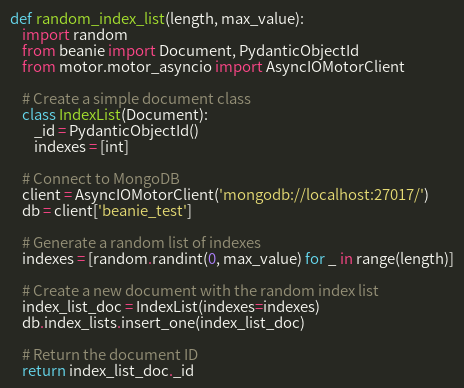 def random_index_list(length, max_value):
    import random
    from beanie import Document, PydanticObjectId
    from motor.motor_asyncio import AsyncIOMotorClient

    # Create a simple document class
    class IndexList(Document):
        _id = PydanticObjectId()
        indexes = [int]

    # Connect to MongoDB
    client = AsyncIOMotorClient('mongodb://localhost:27017/')
    db = client['beanie_test']

    # Generate a random list of indexes
    indexes = [random.randint(0, max_value) for _ in range(length)]

    # Create a new document with the random index list
    index_list_doc = IndexList(indexes=indexes)
    db.index_lists.insert_one(index_list_doc)

    # Return the document ID
    return index_list_doc._id